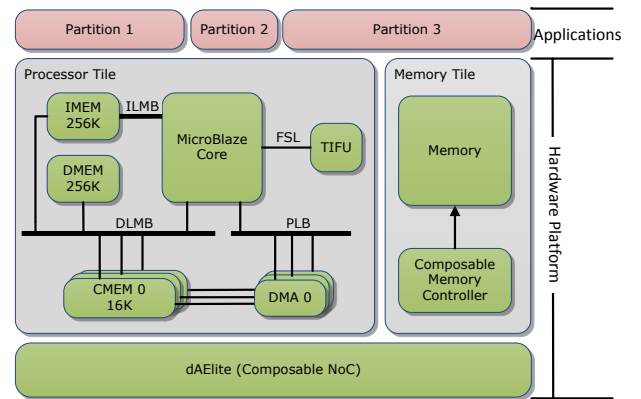 Partition 1
Partition 2
Partition 3
Applications
Processor Tile
Memory Tile
IMEM
256K
ILMB
MicroBlaze
Core
FSL
TIFU
DMEM
256K
DLMB
PLB
CMEM 0
16K
DMA 0
Memory
Composable
Memory
Controller
Hardware Platform
dAElite (Composable NoC)